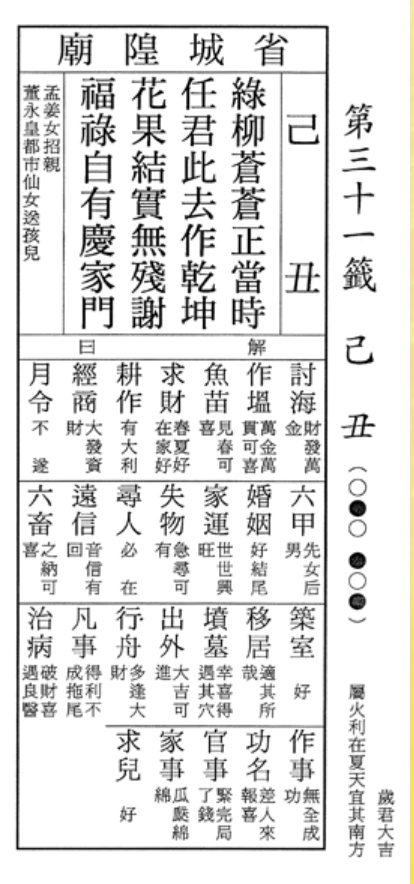 第三十一籤 己丑 (○●○ ●○●)
歲君大吉
屬火利在夏天宜其南方
省城隍廟
己丑
綠柳蒼蒼正當時
任君此去作乾坤
花果結實無殘謝
福祿自有慶家門
孟姜女招親
董永皇都市仙女送孩兒
解曰
討海 財發萬金
作塭 萬金萬貫可喜
魚苗 見春可喜
求財 春夏好在家好
耕作 有大利
經商 大發資財
月令 不遂
六甲 先女后男
婚姻 好結尾
家運 世世興旺
失物 急尋可有
尋人 必在
遠信 音信有回
六畜 之納可喜
築室 好
移居 適其所哉
墳墓 幸喜得遇其穴
出外 大吉可進
行舟 多逢大財
凡事 得利不成拖尾
治病 破財喜遇良醫
作事 無全成功
功名 差人來報喜
官事 緊完局了錢
家事 瓜瓞綿綿
求兒 好